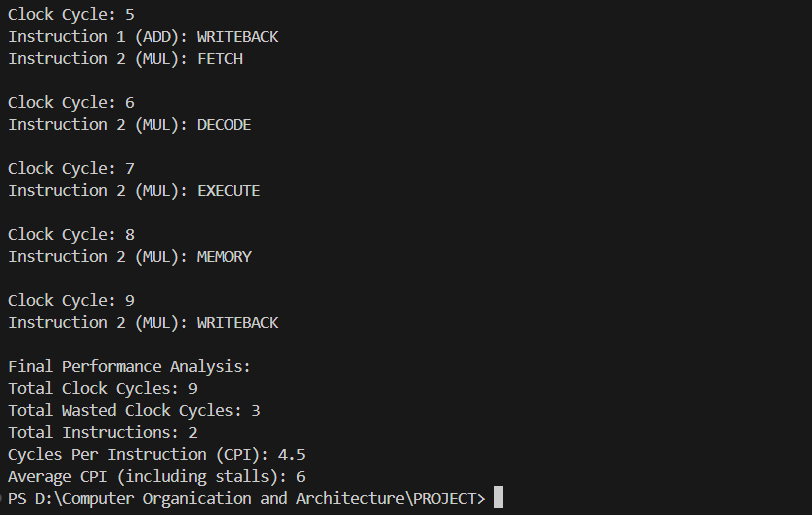 Clock Cycle: 5
Instruction 1 (ADD): WRITEBACK
Instruction 2 (MUL): FETCH
Clock Cycle: 6
Instruction 2 (MUL): DECODE
Clock Cycle: 7
Instruction 2 (MUL): EXECUTE
Clock Cycle: 8
Instruction 2 (MUL): MEMORY
Clock Cycle: 9
Instruction 2 (MUL): WRITEBACK
Final Performance Analysis:
Total Clock Cycles: 9
Total Wasted Clock Cycles: 3
Total Instructions: 2
Cycles Per Instruction (CPI): 4.5
Average CPI (including stalls): 6
PS D:\Computer Organication and Architecture\PROJECT>